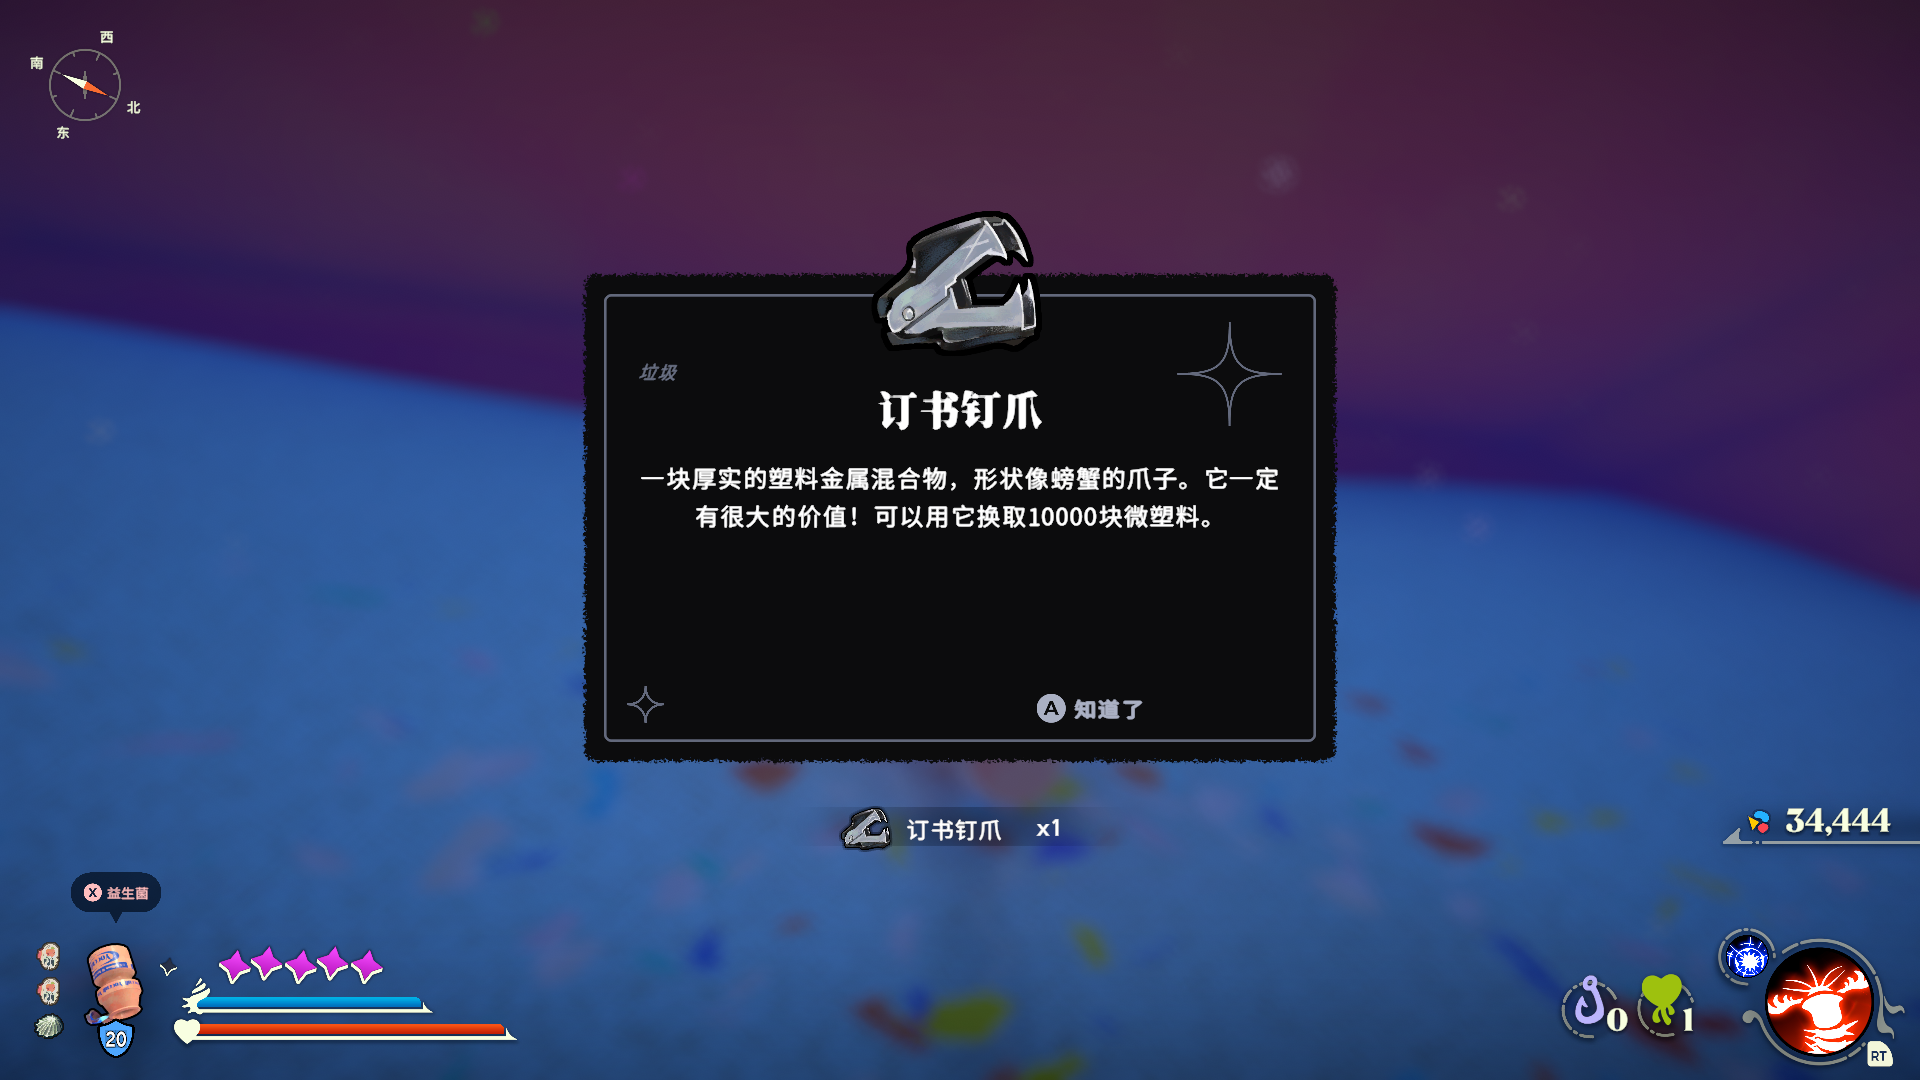 西
南
北
东
垃圾
订书钉爪
一块厚实的塑料金属混合物，形状像螃蟹的爪子。它一定
有很大的价值！可以用它换取10000块微塑料。
A 知道了
订书钉爪 x1
34,444
X 益生菌
20
0
1
RT